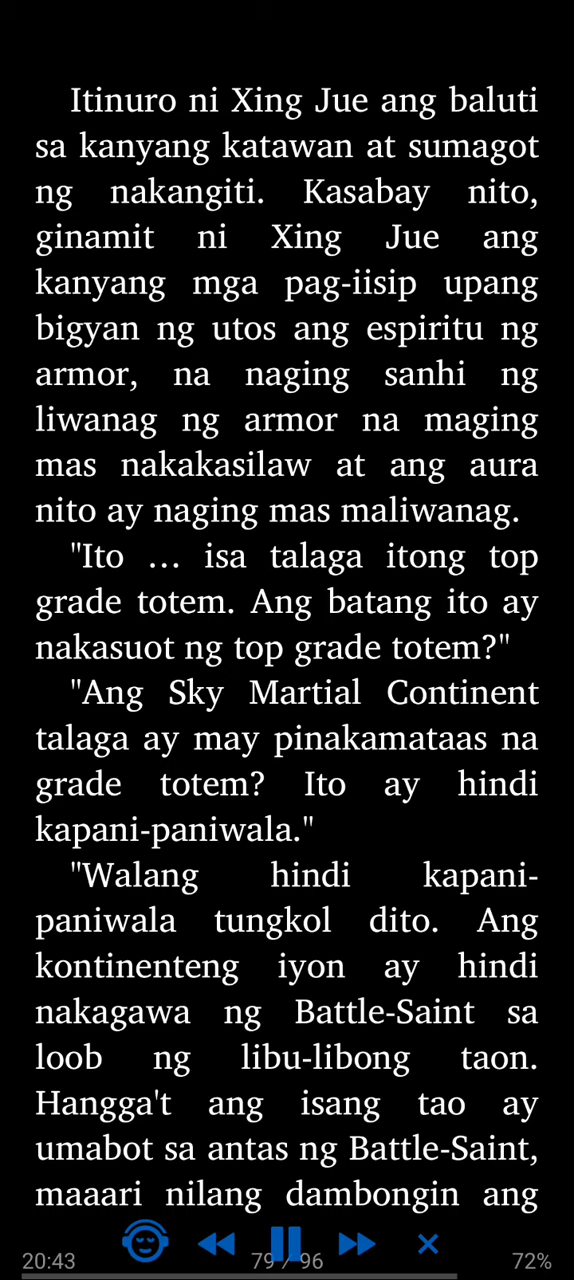 Itinuro ni Xing Jue ang baluti
sa kanyang katawan at sumagot
ng nakangiti. Kasabay nito,
ginamit ni Xing Jue ang
kanyang mga pag-iisip upang
bigyan ng utos ang espiritu ng
armor, na naging sanhi ng
liwanag ng armor na maging
mas nakakasilaw at ang aura
nito ay naging mas maliwanag.
"Ito … isa talaga itong top
grade totem. Ang batang ito ay
nakasuot ng top grade totem?"
"Ang Sky Martial Continent
talaga ay may pinakamataas na
grade totem? Ito ay hindi
kapani-paniwala."
"Walang hindi kapani-
paniwala tungkol dito. Ang
kontinenteng iyon ay hindi
nakagawa ng Battle-Saint sa
loob ng libu-libong taon.
Hangga't ang isang tao ay
umabot sa antas ng Battle-Saint,
maaari nilang dambongin ang
20:43 79 / 96 72%